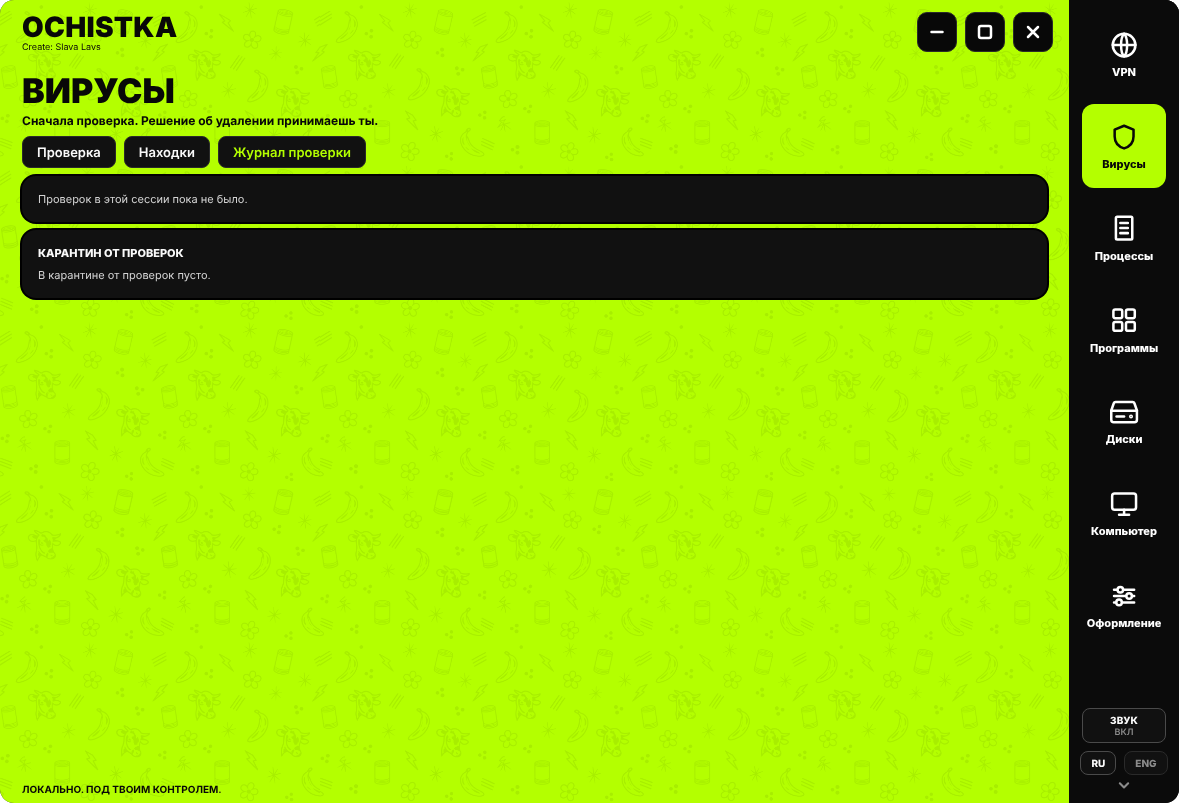 OCHISTKA
Create: Slava Lavs
ВИРУСЫ
Сначала проверка. Решение об удалении принимаешь ты.
Проверка
Находки
Журнал проверки
Проверок в этой сессии пока не было.
КАРАНТИН ОТ ПРОВЕРОК
В карантине от проверок пусто.
ЛОКАЛЬНО. ПОД ТВОИМ КОНТРОЛЕМ.
VPN
Вирусы
Процессы
Программы
Диски
Компьютер
Оформление
ЗВУК
ВКЛ
RU
ENG